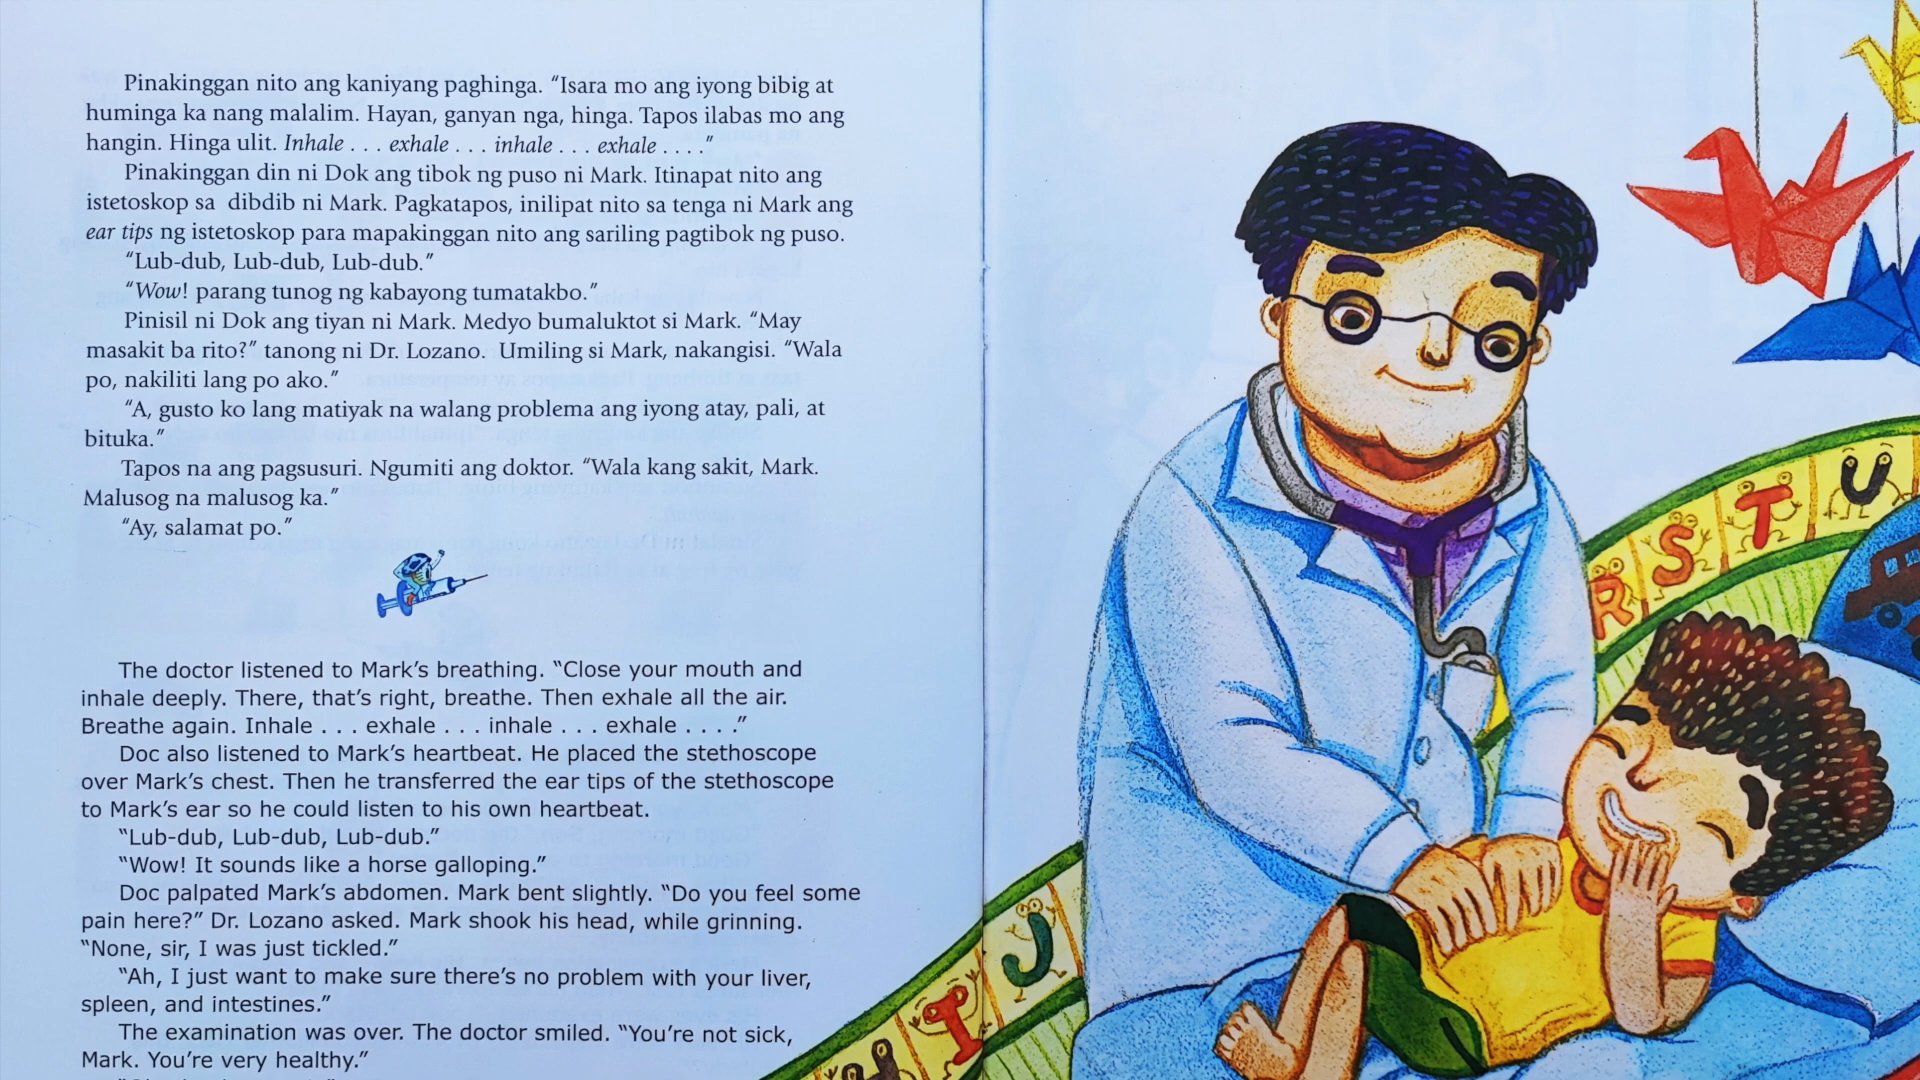 Pinakinggan nito ang kaniyang paghinga. “Isara mo ang iyong bibig at
huminga ka nang malalim. Hayan, ganyan nga, hinga. Tapos ilabas mo ang
hangin. Hinga ulit. Inhale . . . exhale . . . inhale . . . exhale . . . .”
Pinakinggan din ni Dok ang tibok ng puso ni Mark. Itinapat nito ang
istetoskop sa dibdib ni Mark. Pagkatapos, inilipat nito sa tenga ni Mark ang
ear tips ng istetoskop para mapakinggan nito ang sariling pagtibok ng puso.
“Lub-dub, Lub-dub, Lub-dub.”
“Wow! parang tunog ng kabayong tumatakbo.”
Pinisil ni Dok ang tiyan ni Mark. Medyo bumaluktot si Mark. “May
masakit ba rito?” tanong ni Dr. Lozano. Umiling si Mark, nakangisi. “Wala
po, nakiliti lang po ako.”
“A, gusto ko lang matiyak na walang problema ang iyong atay, pali, at
bituka.”
Tapos na ang pagsusuri. Ngumiti ang doktor. “Wala kang sakit, Mark.
Malusog na malusog ka.”
“Ay, salamat po.”
The doctor listened to Mark’s breathing. “Close your mouth and
inhale deeply. There, that’s right, breathe. Then exhale all the air.
Breathe again. Inhale . . . exhale . . . inhale . . . exhale . . . .”
Doc also listened to Mark’s heartbeat. He placed the stethoscope
over Mark’s chest. Then he transferred the ear tips of the stethoscope
to Mark’s ear so he could listen to his own heartbeat.
“Lub-dub, Lub-dub, Lub-dub.”
“Wow! It sounds like a horse galloping.”
Doc palpated Mark’s abdomen. Mark bent slightly. “Do you feel some
pain here?” Dr. Lozano asked. Mark shook his head, while grinning.
“None, sir, I was just tickled.”
“Ah, I just want to make sure there’s no problem with your liver,
spleen, and intestines.”
The examination was over. The doctor smiled. “You’re not sick,
Mark. You’re very healthy.”
H I J
R S T U